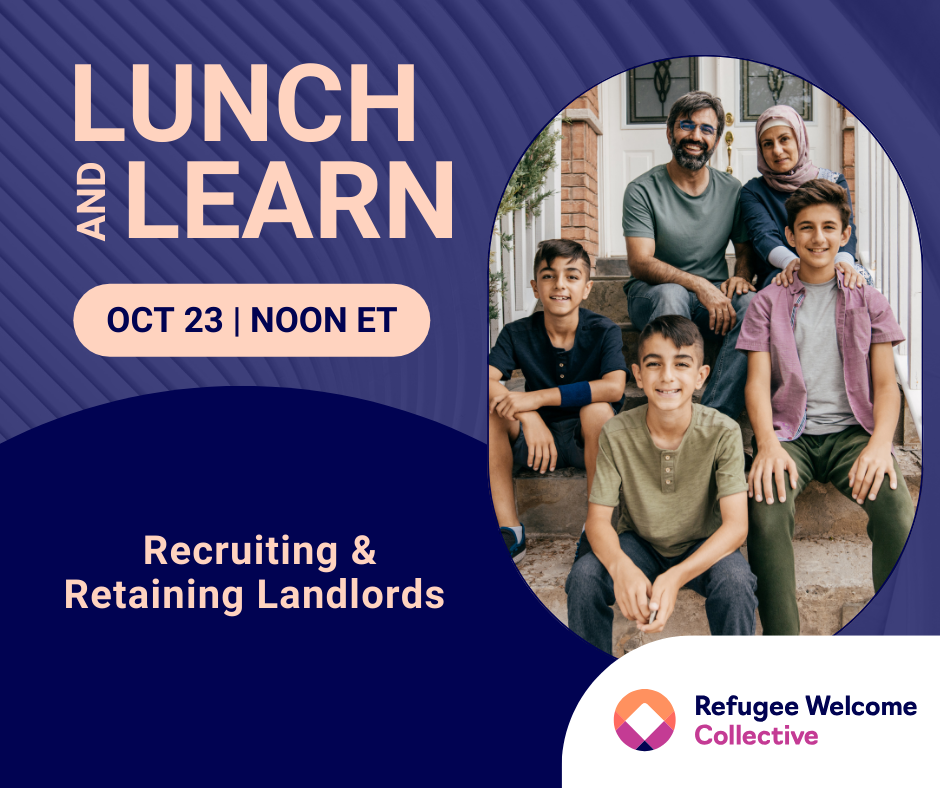 LUNCH
AND LEARN
OCT 23 | NOON ET
Recruiting &
Retaining Landlords
Refugee Welcome
Collective